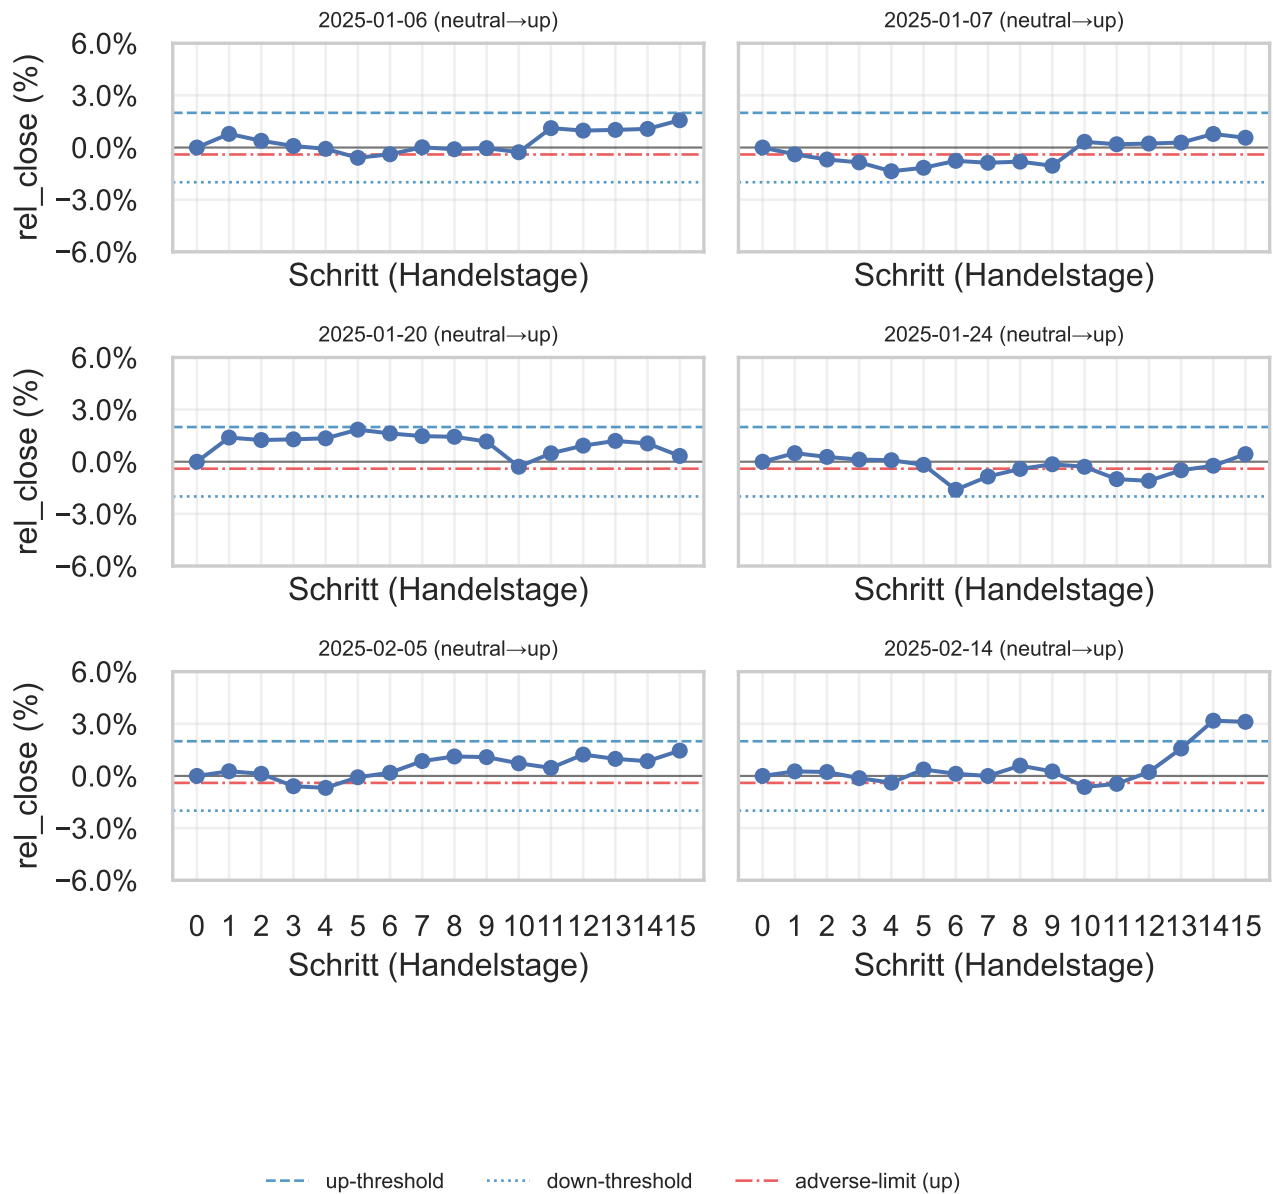 2025-01-06 (neutral→up)
2025-01-07 (neutral→up)
rel_close (%)
6.0%
3.0%
0.0%
−3.0%
−6.0%
Schritt (Handelstage)
Schritt (Handelstage)
2025-01-20 (neutral→up)
2025-01-24 (neutral→up)
rel_close (%)
6.0%
3.0%
0.0%
−3.0%
−6.0%
Schritt (Handelstage)
Schritt (Handelstage)
2025-02-05 (neutral→up)
2025-02-14 (neutral→up)
rel_close (%)
6.0%
3.0%
0.0%
−3.0%
−6.0%
0 1 2 3 4 5 6 7 8 9 10 11 12 13 14 15
0 1 2 3 4 5 6 7 8 9 10 11 12 13 14 15
Schritt (Handelstage)
Schritt (Handelstage)
up-threshold
down-threshold
adverse-limit (up)